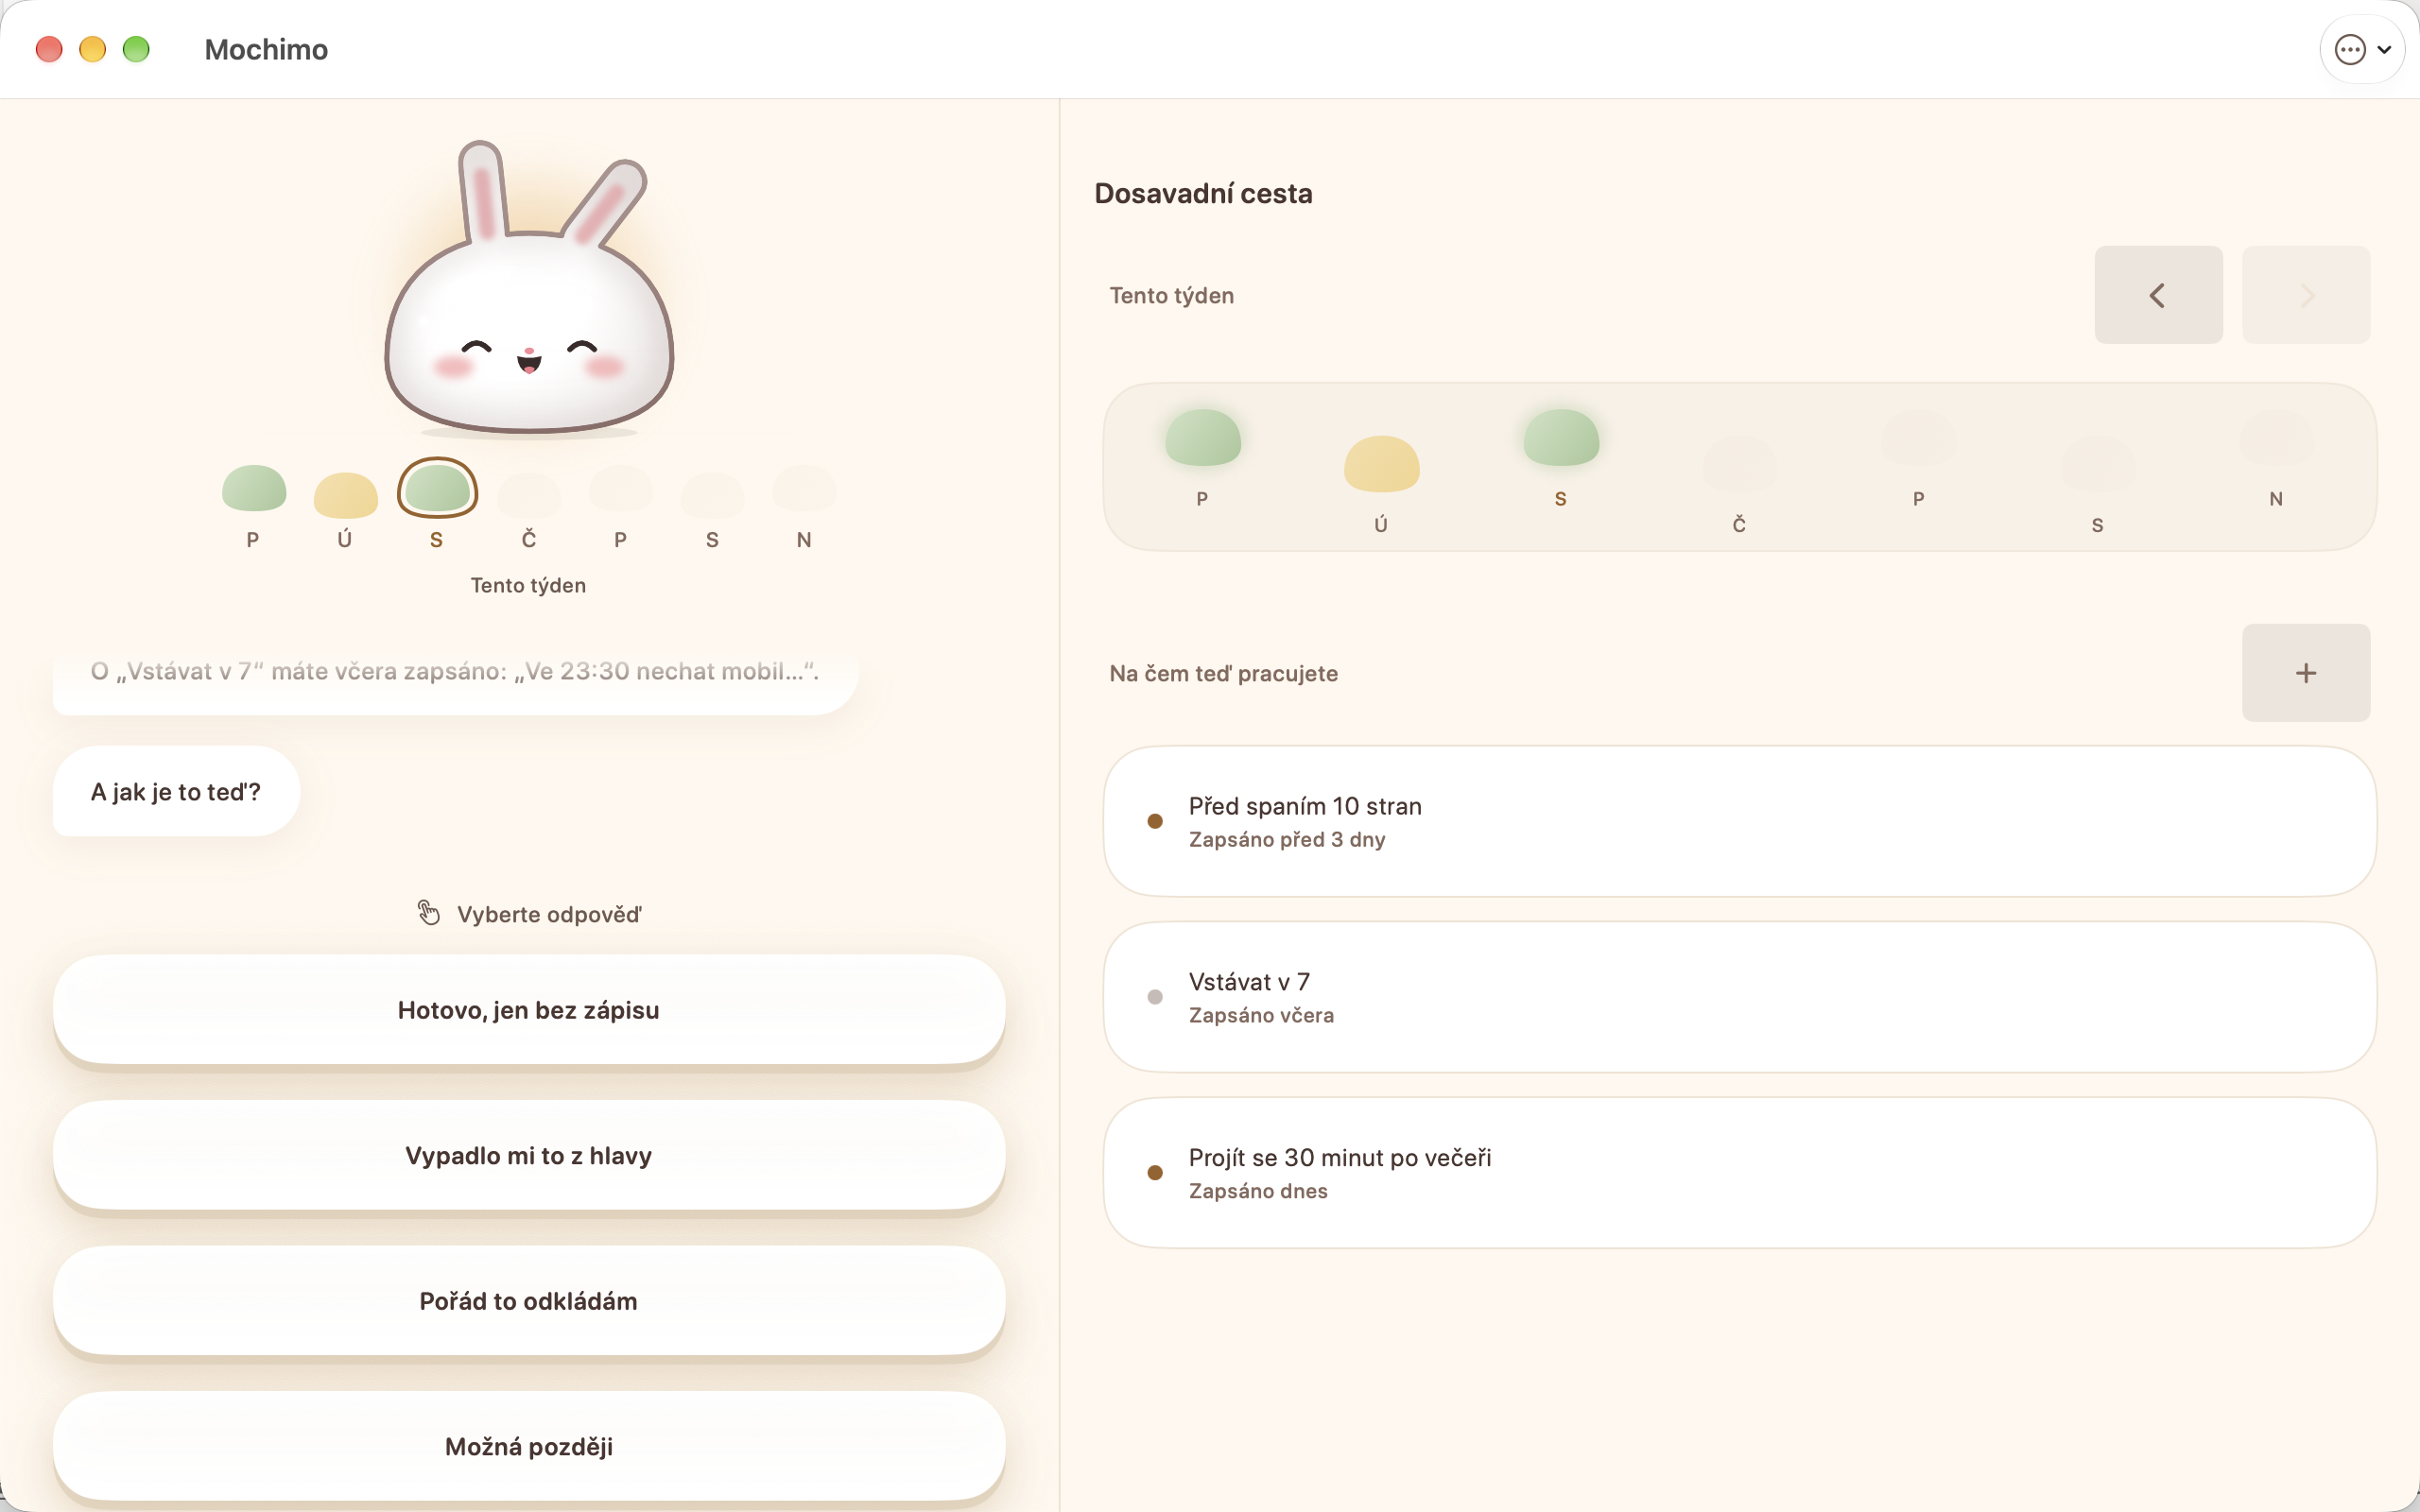 Mochimo
P Ú S Č P S N
Tento týden
O „Vstávat v 7“ máte včera zapsáno: „Ve 23:30 nechat mobil…“.
A jak je to teď?
Vyberte odpověď
Hotovo, jen bez zápisu
Vypadlo mi to z hlavy
Pořád to odkládám
Možná později
Dosavadní cesta
Tento týden
P Ú S Č P S N
Na čem teď pracujete
Před spaním 10 stran
Zapsáno před 3 dny
Vstávat v 7
Zapsáno včera
Projít se 30 minut po večeři
Zapsáno dnes